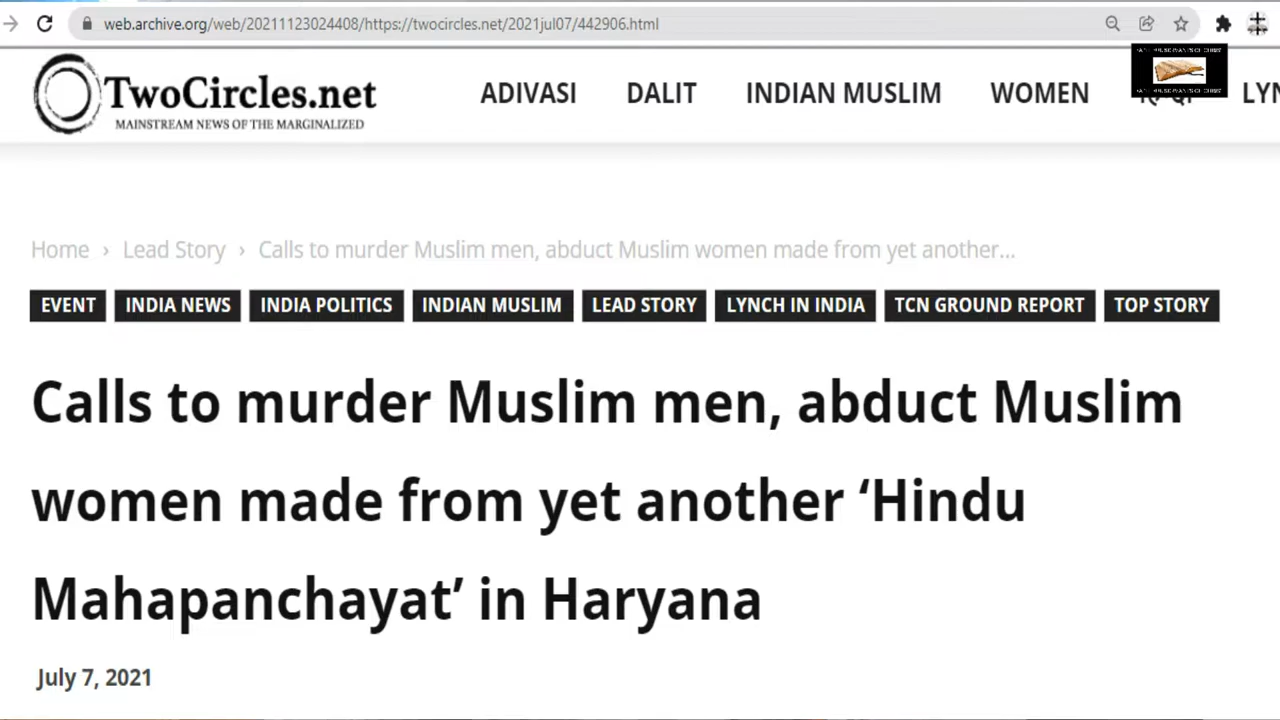 web.archive.org/web/20211123024408/https://twocircles.net/2021jul07/442906.html
TwoCircles.net
MAINSTREAM NEWS OF THE MARGINALIZED
ADIVASI DALIT INDIAN MUSLIM WOMEN LYN
Home › Lead Story › Calls to murder Muslim men, abduct Muslim women made from yet another...
EVENT INDIA NEWS INDIA POLITICS INDIAN MUSLIM LEAD STORY LYNCH IN INDIA TCN GROUND REPORT TOP STORY
Calls to murder Muslim men, abduct Muslim
women made from yet another ‘Hindu
Mahapanchayat’ in Haryana
July 7, 2021